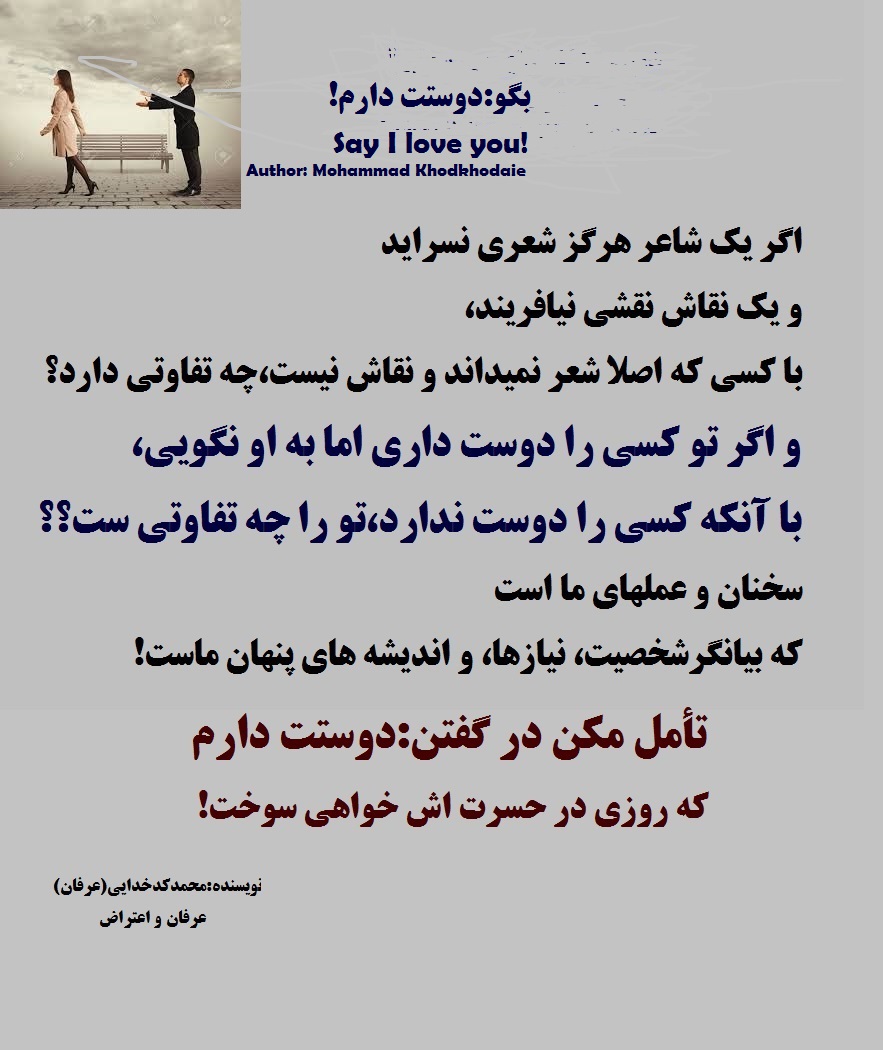 بگو:دوستت دارم!
Say I love you!
Author: Mohammad Khodkhodaie
اگر یک شاعر هرگز شعری نسراید
و یک نقاش نقشی نیافریند،
با کسی که اصلا شعر نمیداند و نقاش نیست،چه تفاوتی دارد؟
و اگر تو کسی را دوست داری اما به او نگویی،
با آنکه کسی را دوست ندارد،تو را چه تفاوتی ست؟؟
سخنان و عملهای ما است
که بیانگرشخصیت، نیازها، و اندیشه های پنهان ماست!
تأمل مکن در گفتن:دوستت دارم
که روزی در حسرت اش خواهی سوخت!
نویسنده:محمدکدخدایی(عرفان)
عرفان و اعتراض